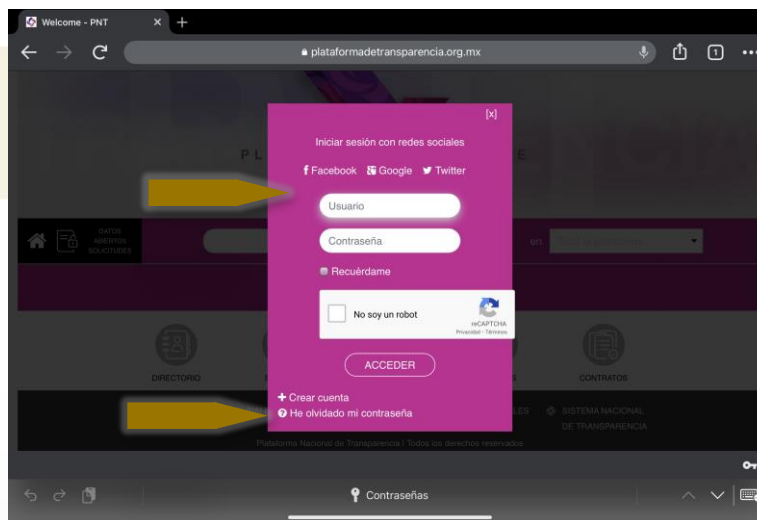 Welcome - PNT
plataformadetransparencia.org.mx
1
[x]
Iniciar sesión con redes sociales
Facebook Google Twitter
Usuario
Contraseña
Recuérdame
No soy un robot
reCAPTCHA
Privacidad - Términos
ACCEDER
+ Crear cuenta
He olvidado mi contraseña
DATOS
ABIERTOS
SOLICITUDES
en
DIRECTORIO
CONTRATOS
SISTEMA NACIONAL
DE TRANSPARENCIA
Plataforma Nacional de Transparencia | Todos los derechos reservados
Contraseñas